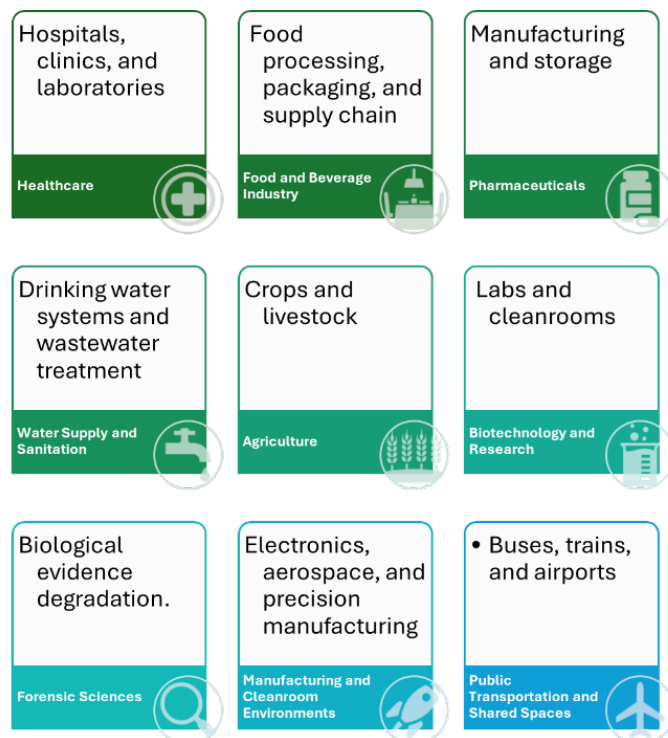 Hospitals,
clinics, and
laboratories
Healthcare
Food
processing,
packaging, and
supply chain
Food and Beverage
Industry
Manufacturing
and storage
Pharmaceuticals
Drinking water
systems and
wastewater
treatment
Water Supply and
Sanitation
Crops and
livestock
Agriculture
Labs and
cleanrooms
Biotechnology and
Research
Biological
evidence
degradation.
Forensic Sciences
Electronics,
aerospace, and
precision
manufacturing
Manufacturing and
Cleanroom
Environments
• Buses, trains,
and airports
Public
Transportation and
Shared Spaces